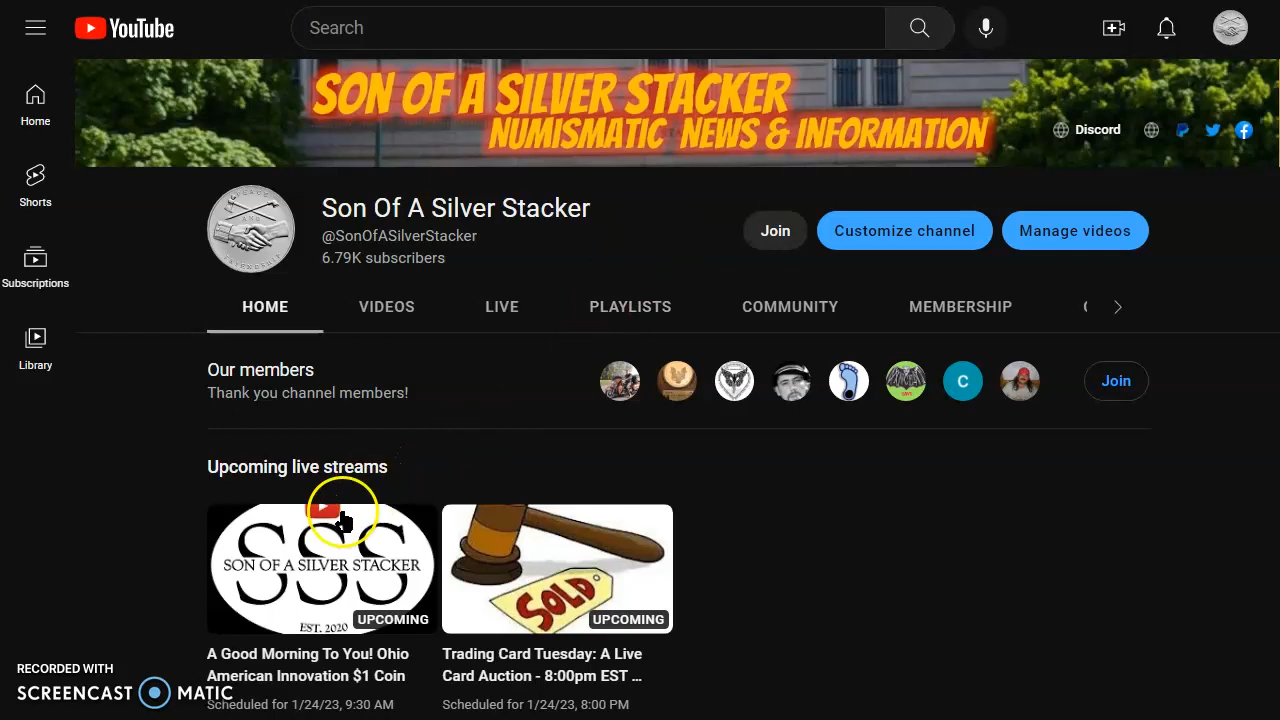 YouTube
Search
SON OF A SILVER STACKER
NUMISMATIC NEWS & INFORMATION
Discord
Home
Shorts
Subscriptions
Library
PEACE
AND
FRIENDSHIP
Son Of A Silver Stacker
@SonOfASilverStacker
6.79K subscribers
Join
Customize channel
Manage videos
HOME
VIDEOS
LIVE
PLAYLISTS
COMMUNITY
MEMBERSHIP
Our members
Thank you channel members!
C
Join
Upcoming live streams
SSS
SON OF A SILVER STACKER
EST. 2020
UPCOMING
SOLD
UPCOMING
A Good Morning To You! Ohio
American Innovation $1 Coin
Scheduled for 1/24/23, 9:30 AM
Trading Card Tuesday: A Live
Card Auction - 8:00pm EST ...
Scheduled for 1/24/23, 8:00 PM
RECORDED WITH
SCREENCAST MATIC